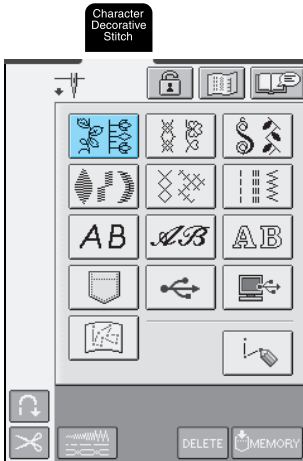 Character
Decorative
Stitch
AB
AB
AB
DELETE
MEMORY